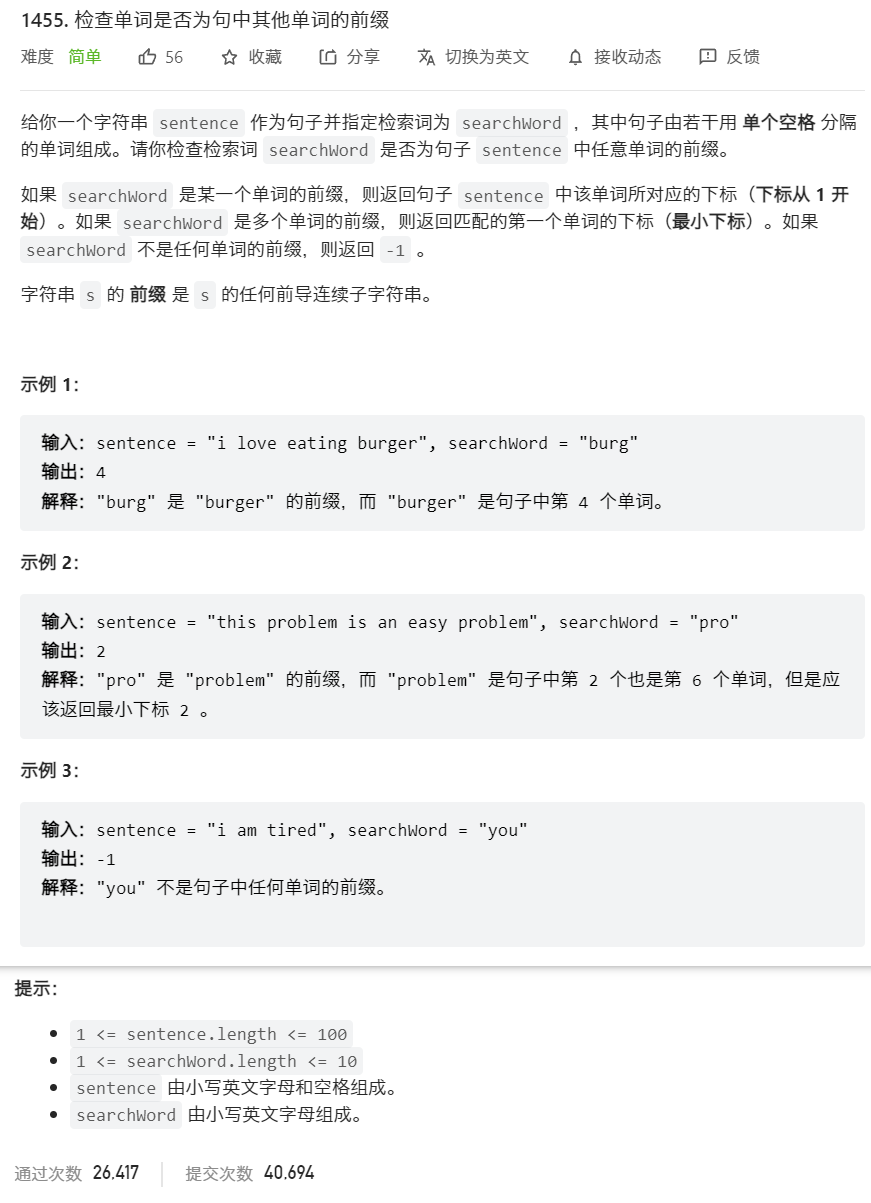 1455. 检查单词是否为句中其他单词的前缀
难度 简单 56 收藏 分享 切换为英文 接收动态 反馈
给你一个字符串 sentence 作为句子并指定检索词为 searchWord ，其中句子由若干用 单个空格 分隔
的单词组成。请你检查检索词 searchWord 是否为句子 sentence 中任意单词的前缀。
如果 searchWord 是某一个单词的前缀，则返回句子 sentence 中该单词所对应的下标（下标从 1 开
始）。如果 searchWord 是多个单词的前缀，则返回匹配的第一个单词的下标（最小下标）。如果
searchWord 不是任何单词的前缀，则返回 -1 。
字符串 s 的 前缀 是 s 的任何前导连续子字符串。
示例 1：
输入：sentence = "i love eating burger", searchWord = "burg"
输出：4
解释："burg" 是 "burger" 的前缀，而 "burger" 是句子中第 4 个单词。
示例 2：
输入：sentence = "this problem is an easy problem", searchWord = "pro"
输出：2
解释："pro" 是 "problem" 的前缀，而 "problem" 是句子中第 2 个也是第 6 个单词，但是应
该返回最小下标 2 。
示例 3：
输入：sentence = "i am tired", searchWord = "you"
输出：-1
解释："you" 不是句子中任何单词的前缀。
提示：
1 <= sentence.length <= 100
1 <= searchWord.length <= 10
sentence 由小写英文字母和空格组成。
searchWord 由小写英文字母组成。
通过次数 26,417 提交次数 40,694